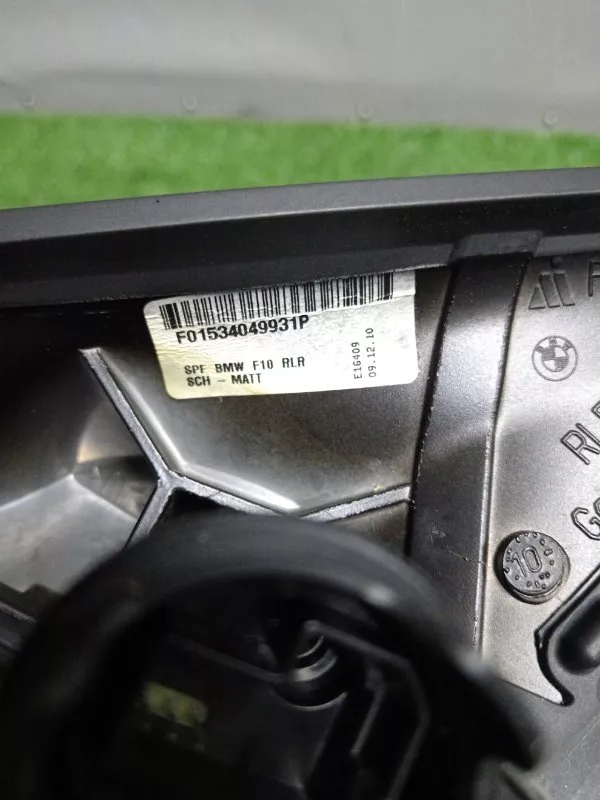 F01534049931P
SPF BMW F10 RLR
SCH - MATT
E16409
09.12.10
10